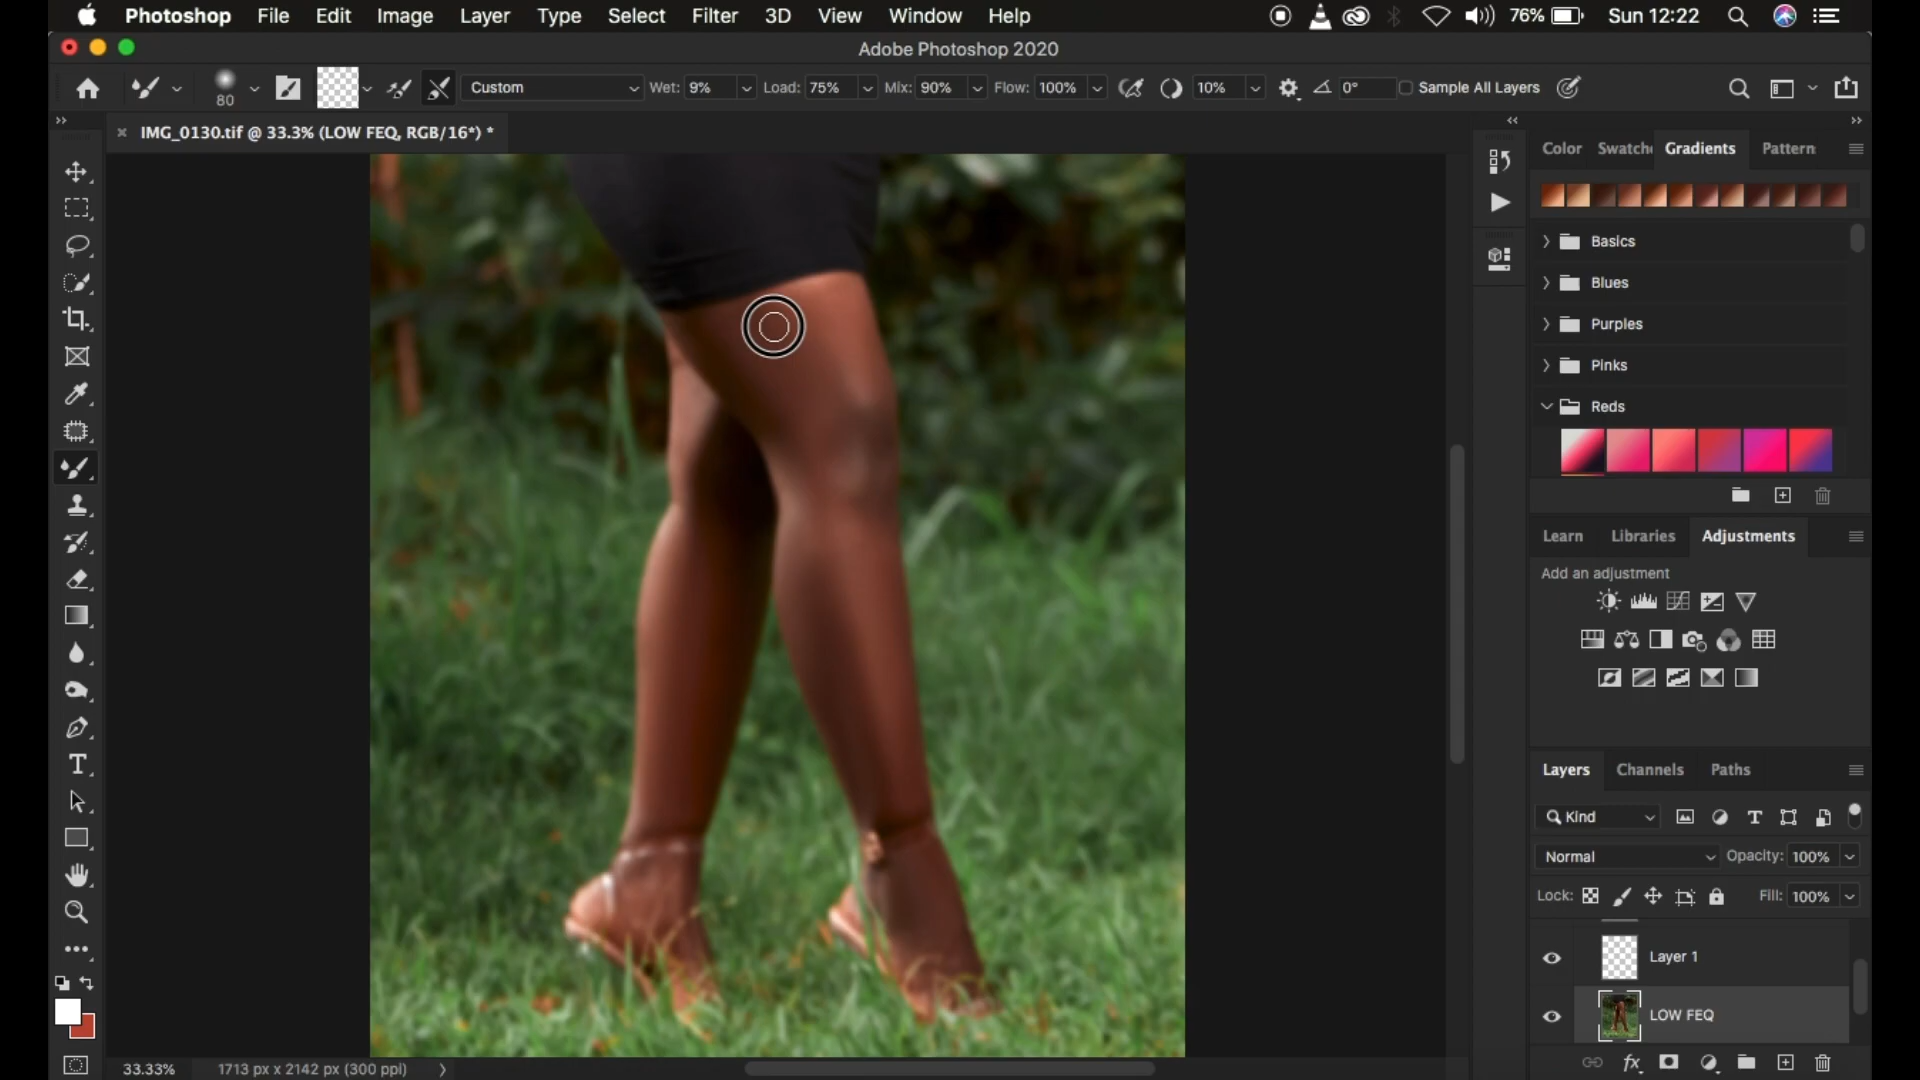 Photoshop File Edit Image Layer Type Select Filter 3D View Window Help 76% Sun 12:22
Adobe Photoshop 2020
80 Custom Wet: 9% Load: 75% Mix: 90% Flow: 100% 10% 0° Sample All Layers
IMG_0130.tif @ 33.3% (LOW FEQ, RGB/16*) *
Color Swatche Gradients Pattern
Basics
Blues
Purples
Pinks
Reds
Learn Libraries Adjustments
Add an adjustment
Layers Channels Paths
Kind
Normal Opacity: 100%
Lock: Fill: 100%
Layer 1
LOW FEQ
33.33% 1713 px x 2142 px (300 ppi)